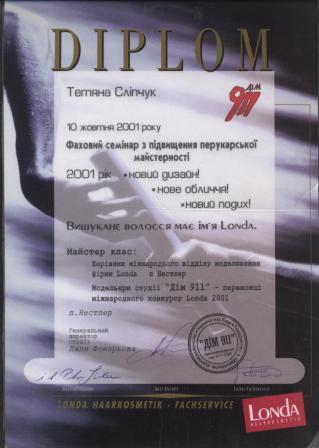 DIPLOM
Тетяна Сліпчук
ДІМ
911
10 жовтня 2001 року
Фаховий семінар з підвищення перукарської
майстерності
2001 рік • новий дизайн!
• нове обличчя!
• новий подих!
Вишукане волосся має ім'я Londa.
Майстер клас:
Керівник міжнародного відділу моделювання
фірми Londa п Нестлер
Модельєри студії "Дім 911" - переможці
міжнародного конкурсу Londa 2001
п.Нестлер
Генеральний
директор
студії
"ДІМ 911"
LONDA HAARKOSMETIK - FACHSERVICE
LONDA
HAARKOSMETIK